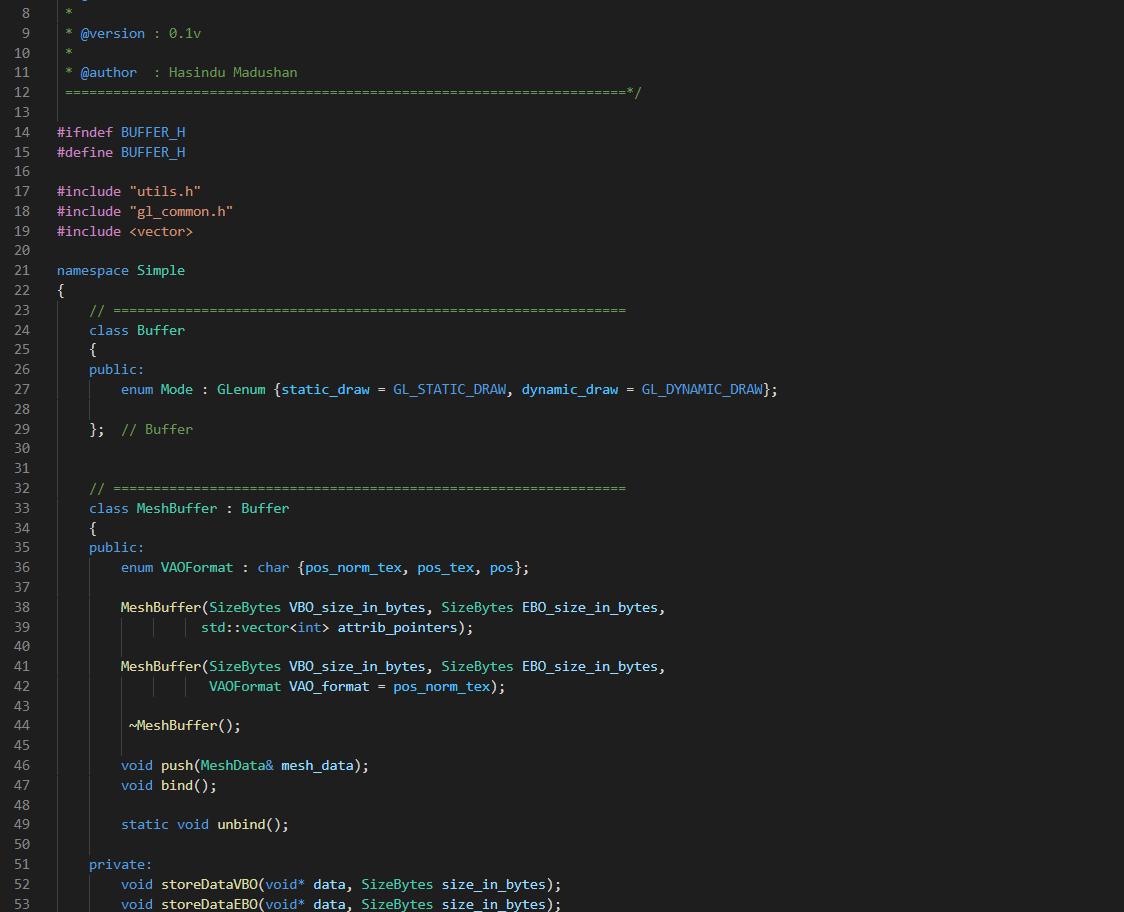 8 *
9 * @version : 0.1v
10 *
11 * @author  : Hasindu Madushan
12 ======================================================================*/
13
14 #ifndef BUFFER_H
15 #define BUFFER_H
16
17 #include "utils.h"
18 #include "gl_common.h"
19 #include <vector>
20
21 namespace Simple
22 {
23     // ================================================================
24     class Buffer
25     {
26     public:
27         enum Mode : GLenum {static_draw = GL_STATIC_DRAW, dynamic_draw = GL_DYNAMIC_DRAW};
28
29     };  // Buffer
30
31
32     // ================================================================
33     class MeshBuffer : Buffer
34     {
35     public:
36         enum VAOFormat : char {pos_norm_tex, pos_tex, pos};
37
38         MeshBuffer(SizeBytes VBO_size_in_bytes, SizeBytes EBO_size_in_bytes,
39                   std::vector<int> attrib_pointers);
40
41         MeshBuffer(SizeBytes VBO_size_in_bytes, SizeBytes EBO_size_in_bytes,
42                    VAOFormat VAO_format = pos_norm_tex);
43
44          ~MeshBuffer();
45
46         void push(MeshData& mesh_data);
47         void bind();
48
49         static void unbind();
50
51     private:
52         void storeDataVBO(void* data, SizeBytes size_in_bytes);
53         void storeDataEBO(void* data, SizeBytes size_in_bytes);